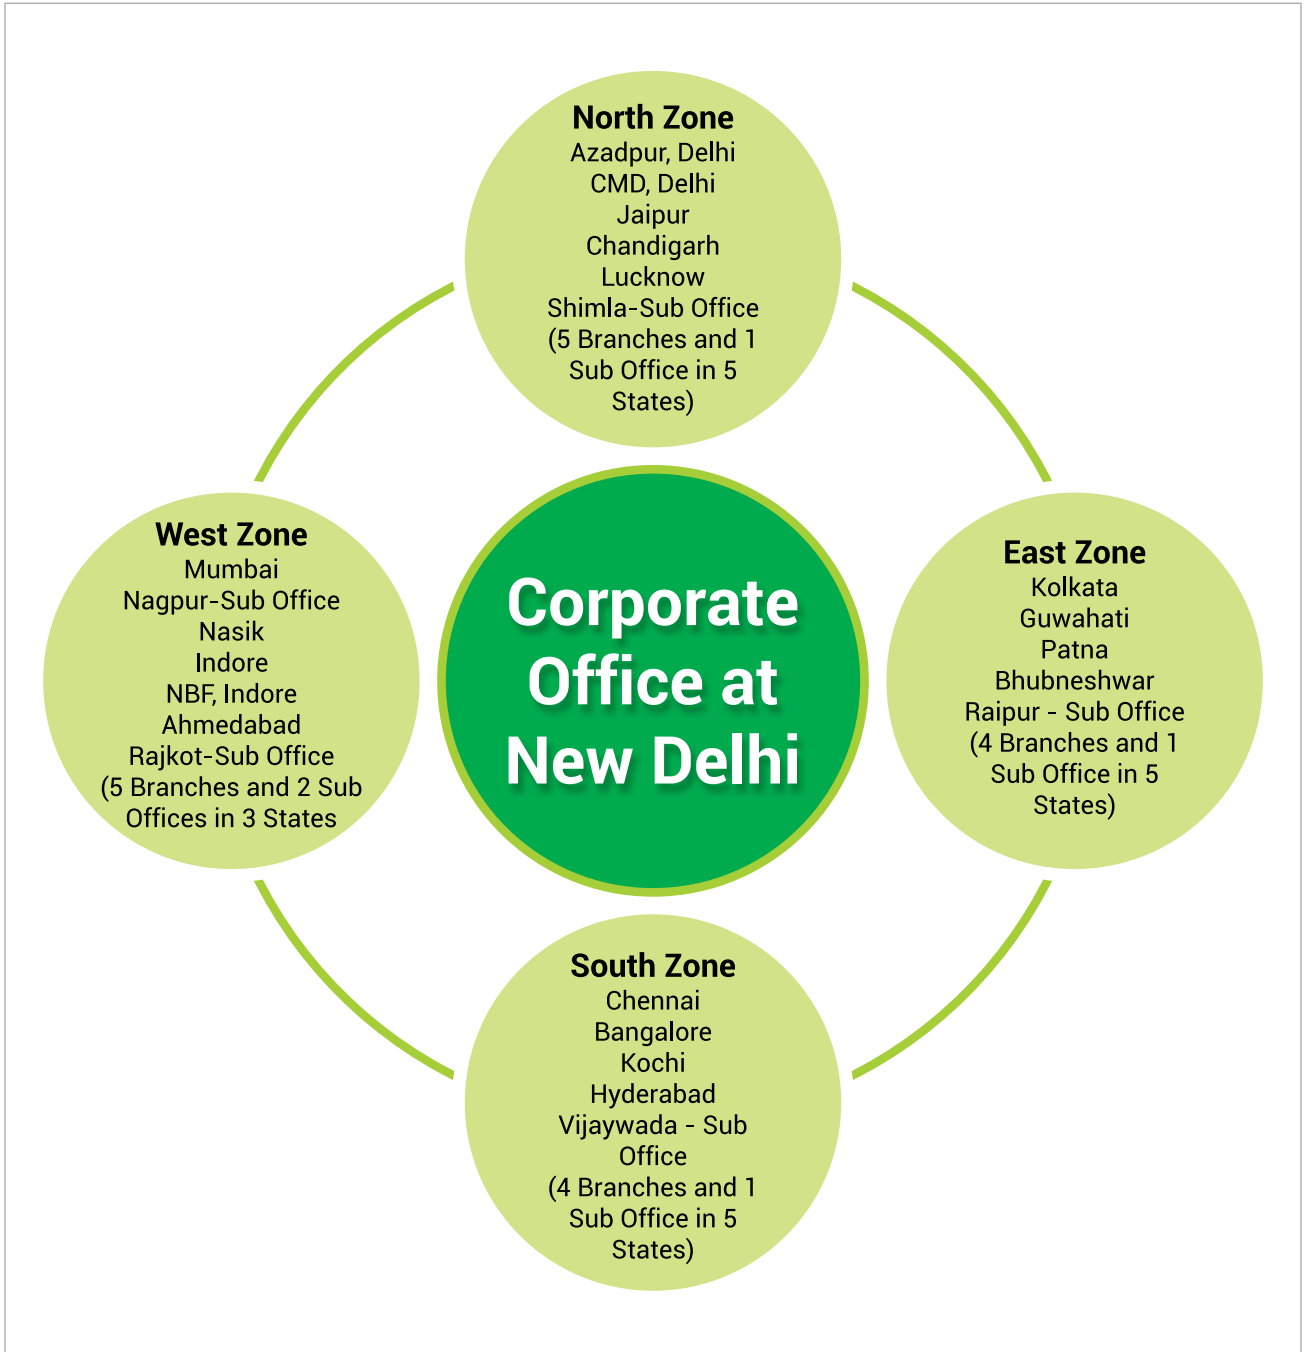 North Zone
Azadpur, Delhi
CMD, Delhi
Jaipur
Chandigarh
Lucknow
Shimla-Sub Office
(5 Branches and 1
Sub Office in 5
States)
West Zone
Mumbai
Nagpur-Sub Office
Nasik
Indore
NBF, Indore
Ahmedabad
Rajkot-Sub Office
(5 Branches and 2 Sub
Offices in 3 States
Corporate
Office at
New Delhi
East Zone
Kolkata
Guwahati
Patna
Bhubneshwar
Raipur - Sub Office
(4 Branches and 1
Sub Office in 5
States)
South Zone
Chennai
Bangalore
Kochi
Hyderabad
Vijaywada - Sub
Office
(4 Branches and 1
Sub Office in 5
States)